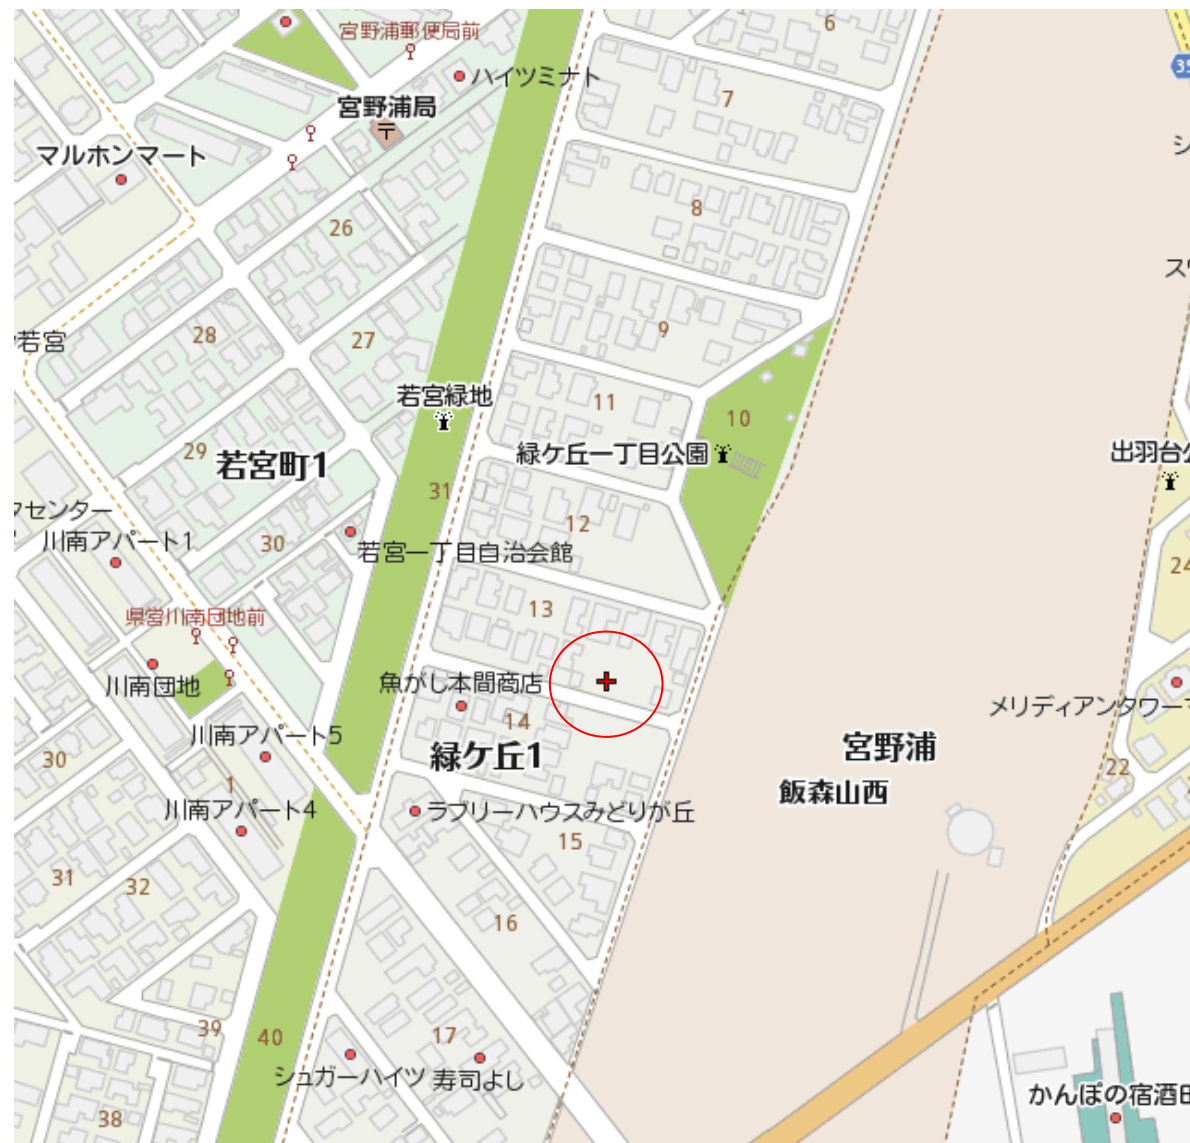 6
宮野浦郵便局前
35
ハイツミナト
7
宮野浦局
〒
マルホンマート
シ
8
26
スワ
9
若宮
28
27
若宮緑地
11
10
緑ケ丘一丁目公園
出羽台公
29
若宮町1
31
クセンター
12
川南アパート1
30
若宮一丁目自治会館
24
13
県営川南団地前
魚がし本間商店
川南団地
メリディアンタワーマ
14
川南アパート5
緑ケ丘1
宮野浦
30
22
飯森山西
1
川南アパート4
ラブリーハウスみどりが丘
15
31
32
16
39
40
17
シュガーハイツ
寿司よし
かんぽの宿酒田
38